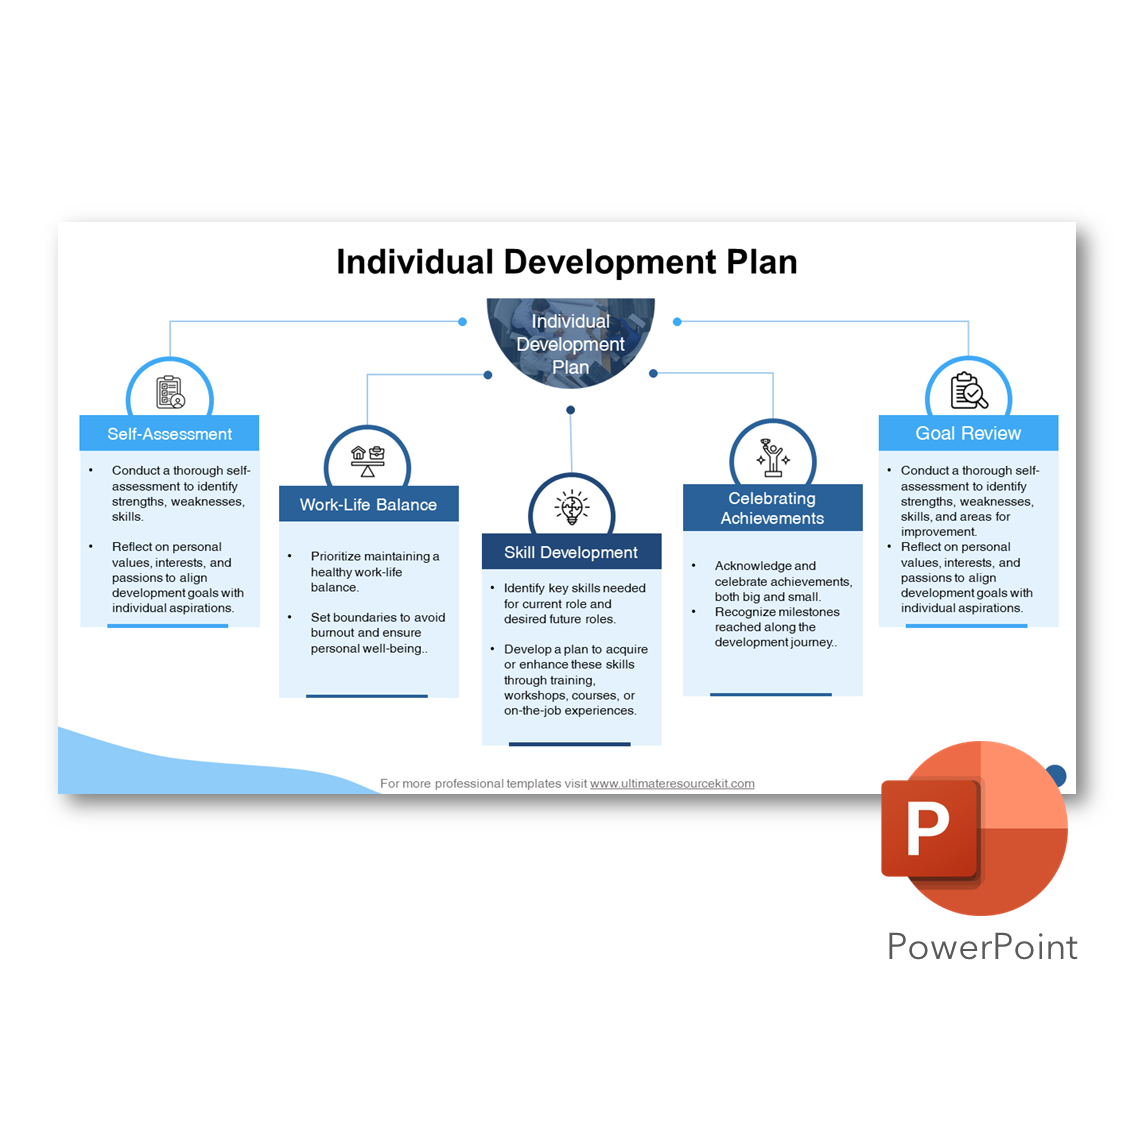 Individual Development Plan
Individual
Development
Plan
Self-Assessment
• Conduct a thorough self-
assessment to identify
strengths, weaknesses,
skills.
• Reflect on personal
values, interests, and
passions to align
development goals with
individual aspirations.
Work-Life Balance
• Prioritize maintaining a
healthy work-life
balance.
• Set boundaries to avoid
burnout and ensure
personal well-being..
Skill Development
• Identify key skills needed
for current role and
desired future roles.
• Develop a plan to acquire
or enhance these skills
through training,
workshops, courses, or
on-the-job experiences.
Celebrating
Achievements
• Acknowledge and
celebrate achievements,
both big and small.
• Recognize milestones
reached along the
development journey..
Goal Review
• Conduct a thorough self-
assessment to identify
strengths, weaknesses,
skills, and areas for
improvement.
• Reflect on personal
values, interests, and
passions to align
development goals with
individual aspirations.
For more professional templates visit www.ultimateresourcekit.com
P
PowerPoint